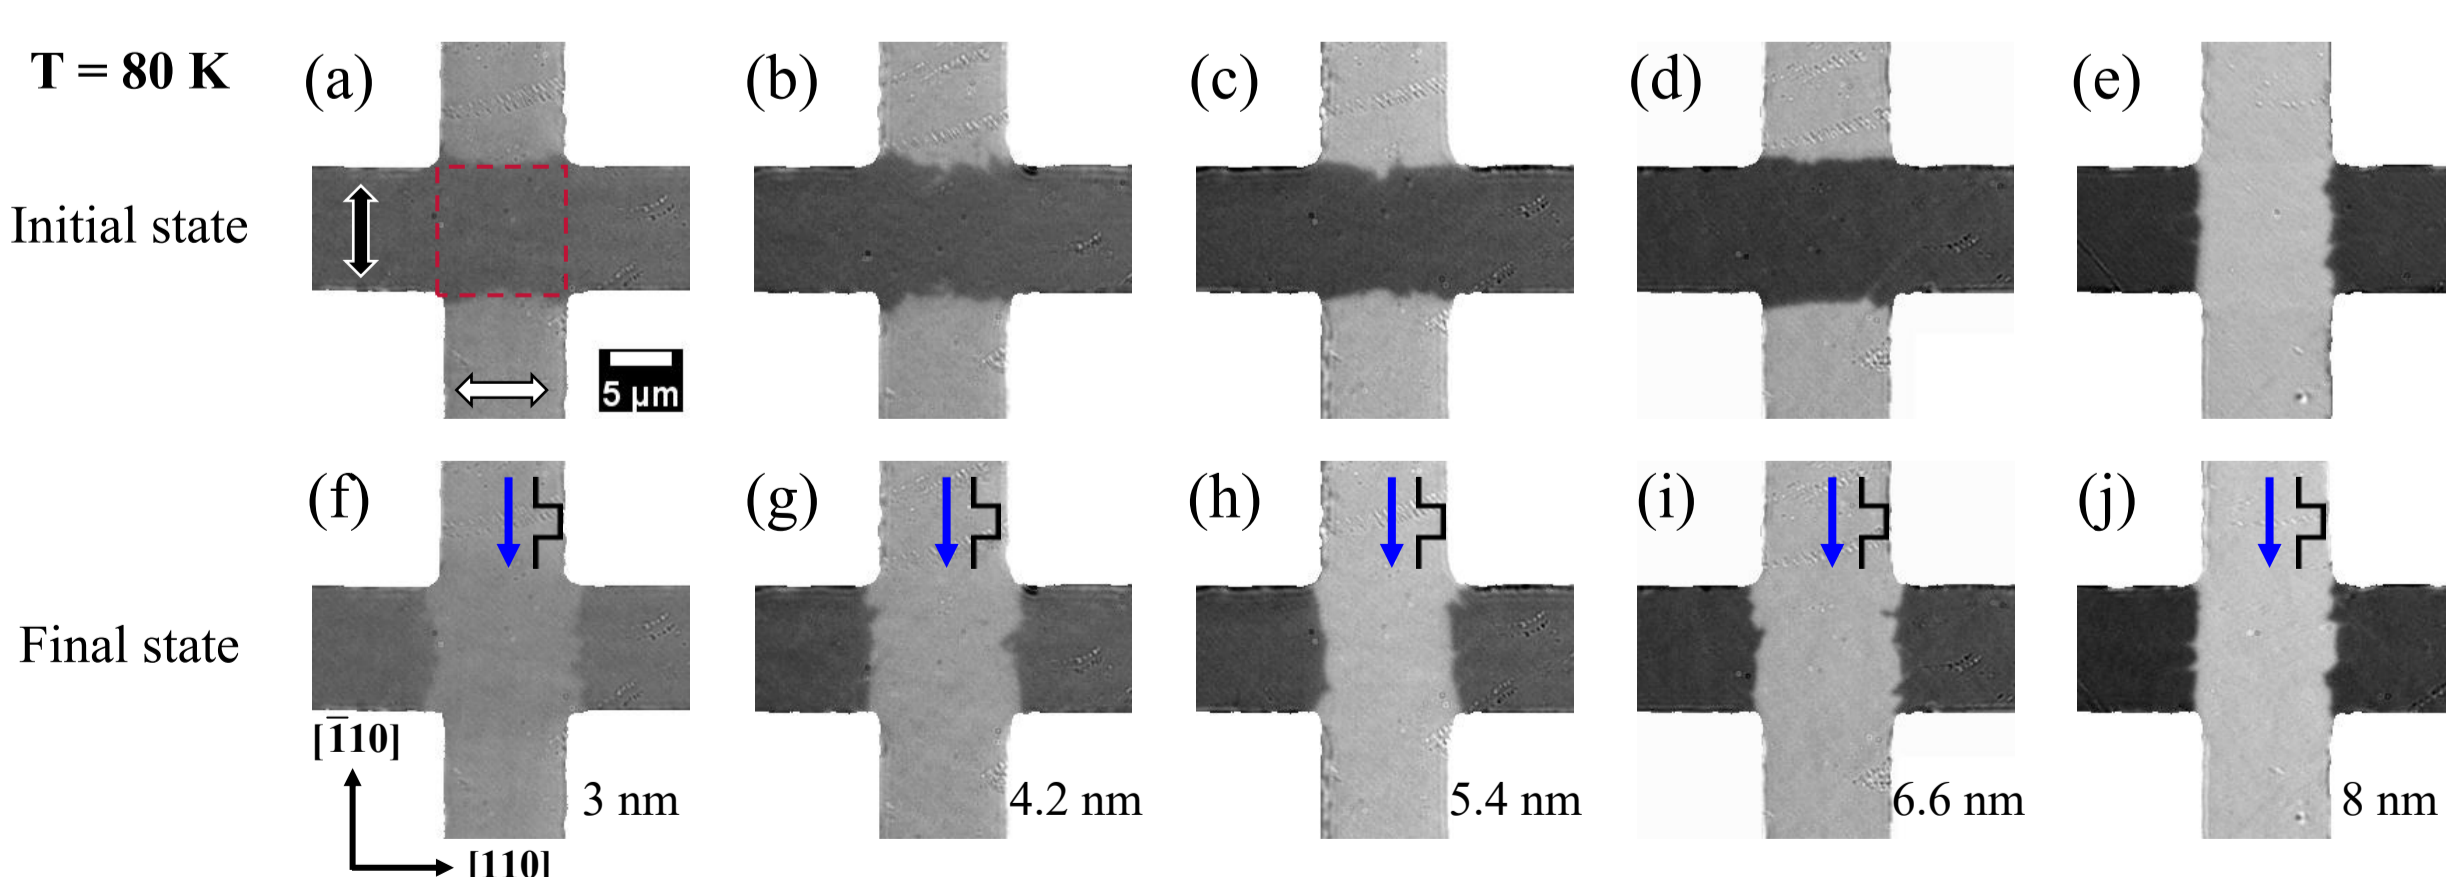 T = 80 K
(a)
(b)
(c)
(d)
(e)
Initial state
5 µm
(f)
(g)
(h)
(i)
(j)
Final state
[1̅10]
3 nm
4.2 nm
5.4 nm
6.6 nm
8 nm
[110]